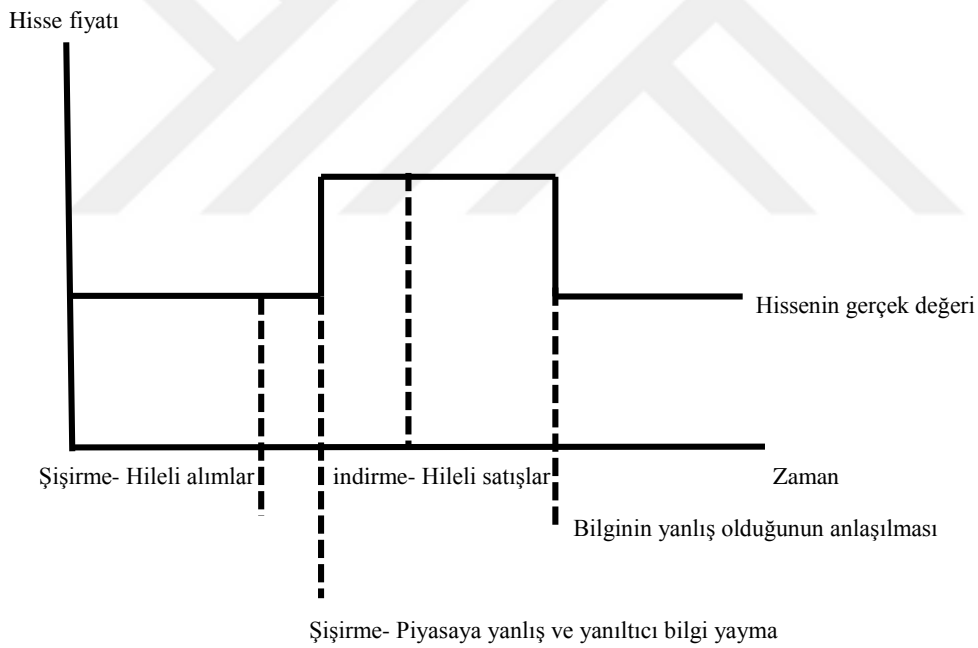 Hisse fiyatı
Hissenin gerçek değeri
Şişirme- Hileli alımlar
indirme- Hileli satışlar
Zaman
Bilginin yanlış olduğunun anlaşılması
Şişirme- Piyasaya yanlış ve yanıltıcı bilgi yayma